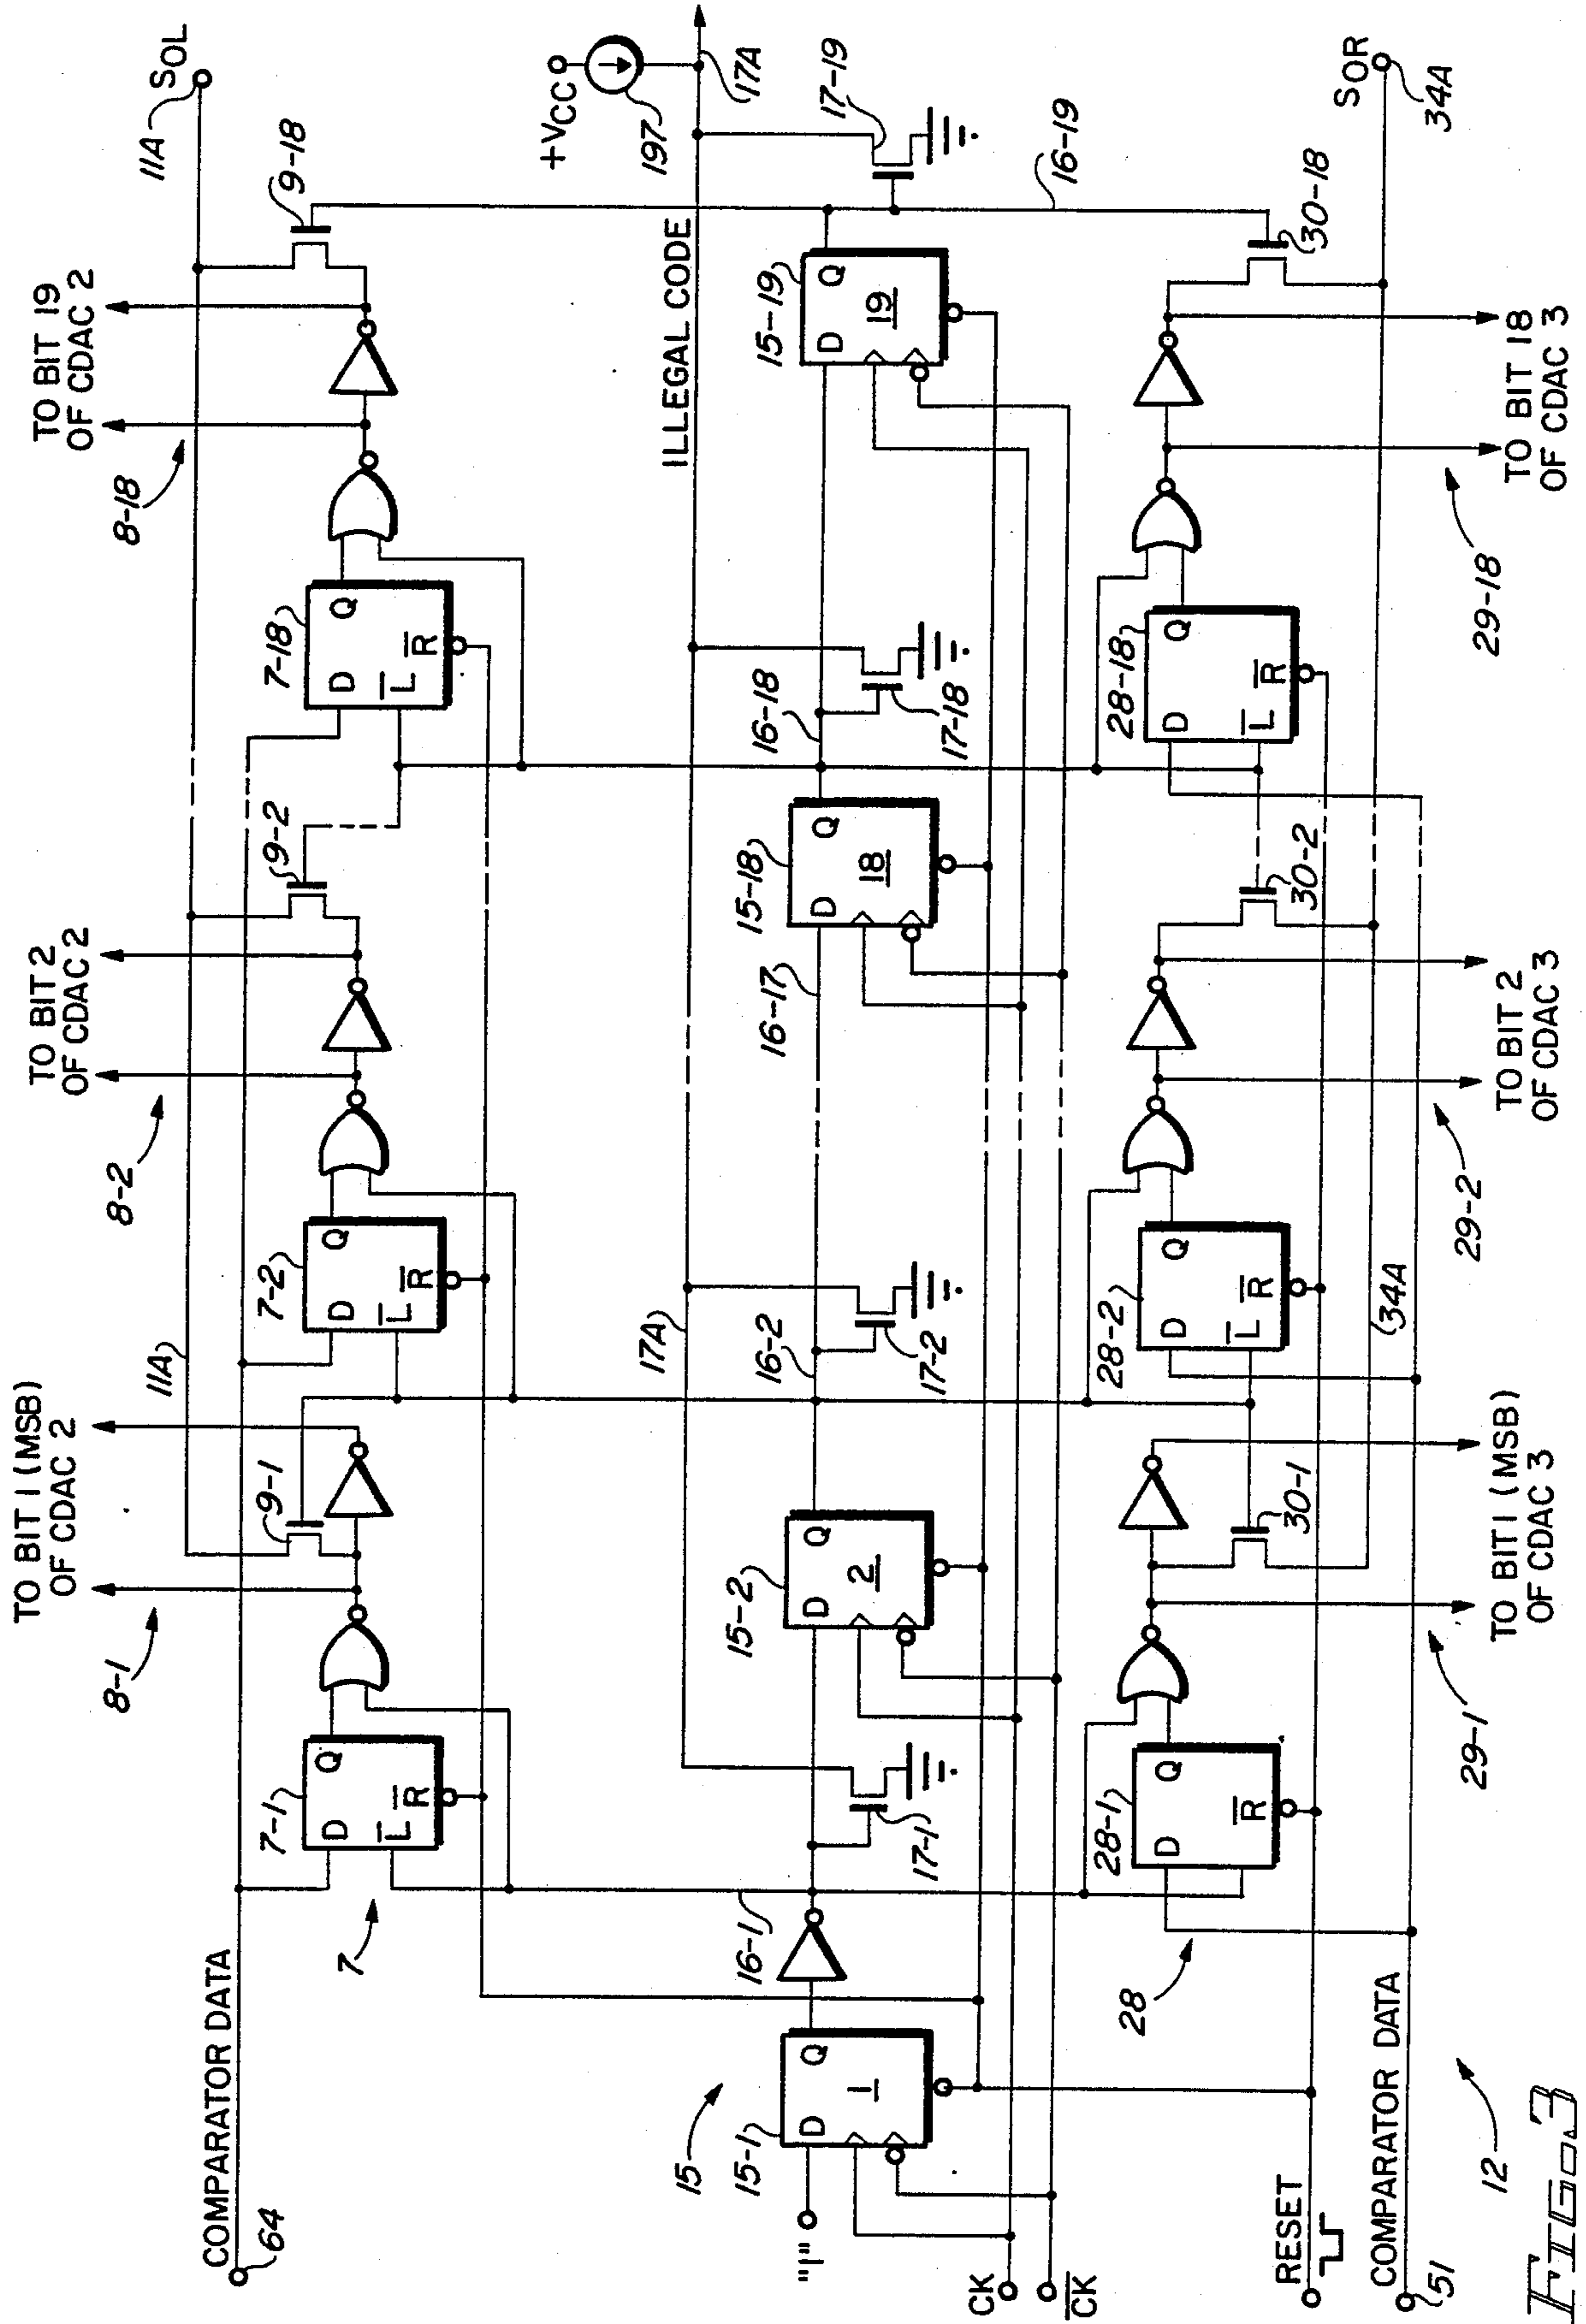 TO BIT 1 (MSB)
OF CDAC 2
TO BIT 2
OF CDAC 2
TO BIT 19
OF CDAC 2
8-1
8-2
8-18
11A
11A
SOL
COMPARATOR DATA
64
9-1
9-2
9-18
7
7-1
D
Q
L
R
7-2
D
Q
L
R
7-18
D
Q
L
R
+VCC
197
17A
ILLEGAL CODE
17A
15
15-1
"1"
D
Q
1
16-1
17-1
15-2
D
Q
2
16-2
17-2
16-17
15-18
D
Q
18
16-18
17-18
15-19
D
Q
19
17-19
16-19
CK
CK
28
28-1
D
Q
R
28-2
D
Q
L
R
28-18
D
Q
L
R
30-1
30-2
30-18
RESET
34A
SOR
34A
COMPARATOR DATA
51
29-1
29-2
29-18
TO BIT 1 (MSB)
OF CDAC 3
TO BIT 2
OF CDAC 3
TO BIT 18
OF CDAC 3
12
FIG-3